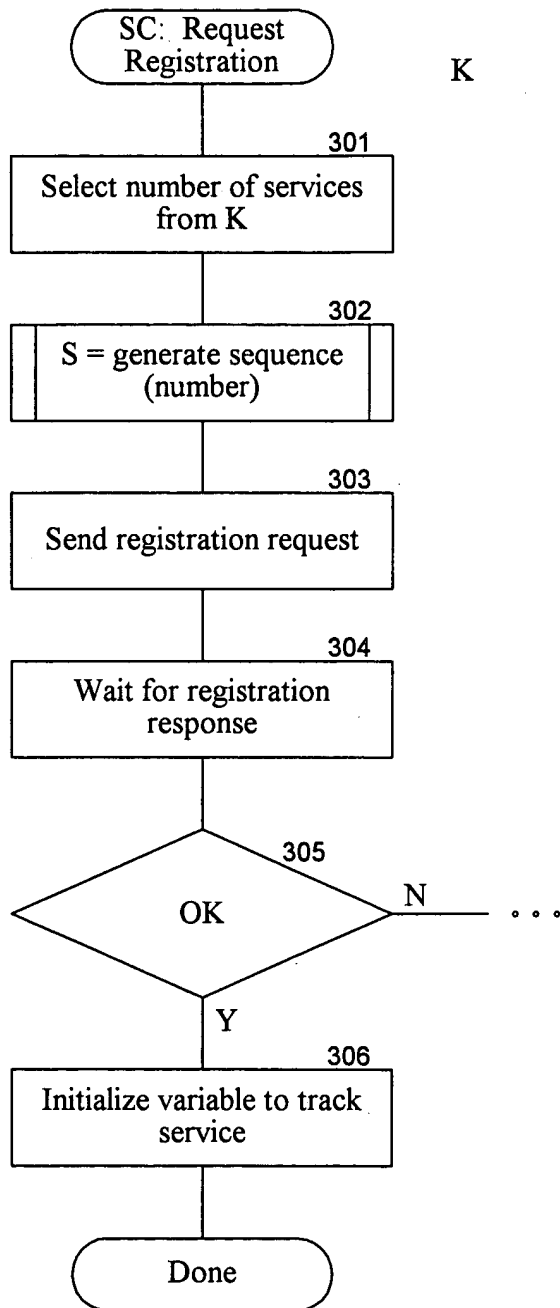 SC: Request
Registration
K
301
Select number of services
from K
302
S = generate sequence
(number)
303
Send registration request
304
Wait for registration
response
305
OK
N
Y
306
Initialize variable to track
service
Done